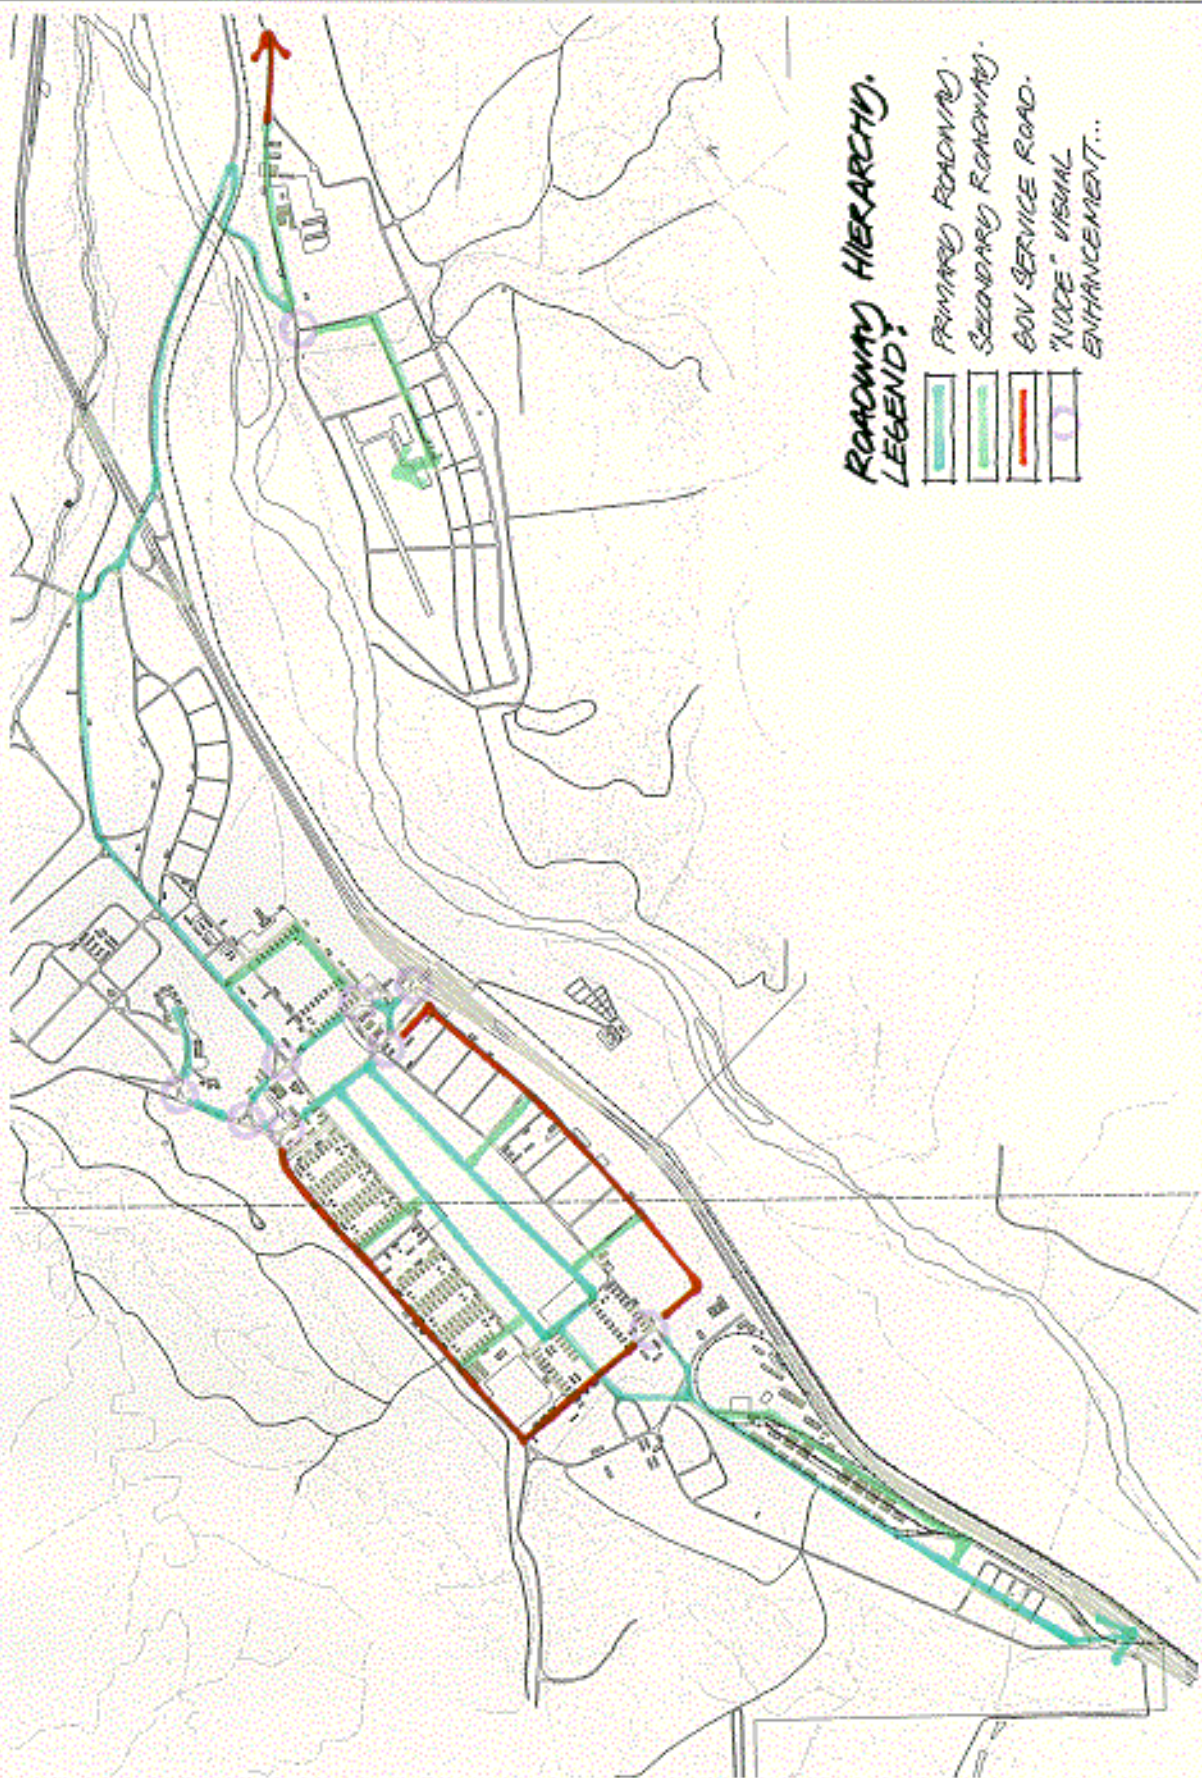 ROADWAY HIERARCHY.
LEGEND:
PRIMARY ROADWAY.
SECONDARY ROADWAY.
GOV SERVICE ROAD.
"NODE" VISUAL
ENHANCEMENT...